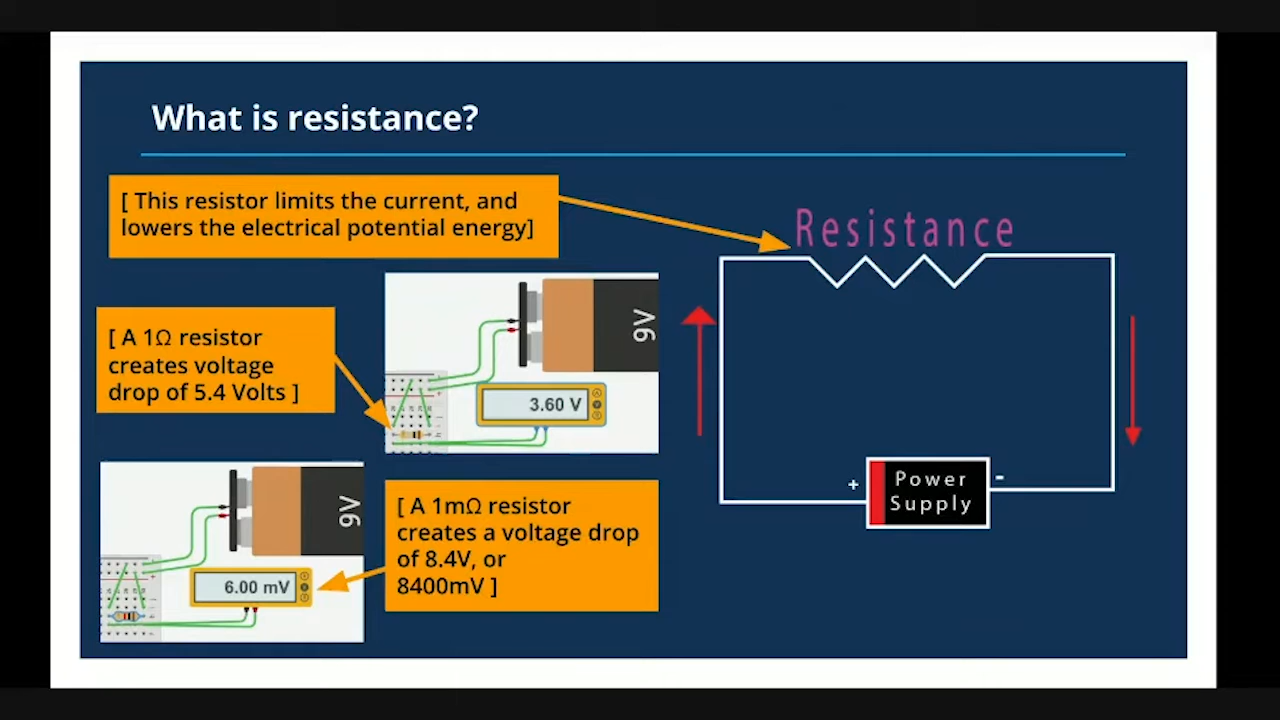 What is resistance?
[ This resistor limits the current, and
lowers the electrical potential energy]
Resistance
[ A 1Ω resistor
creates voltage
drop of 5.4 Volts ]
9V
3.60 V
+
Power
Supply
-
9V
6.00 mV
[ A 1mΩ resistor
creates a voltage drop
of 8.4V, or
8400mV ]